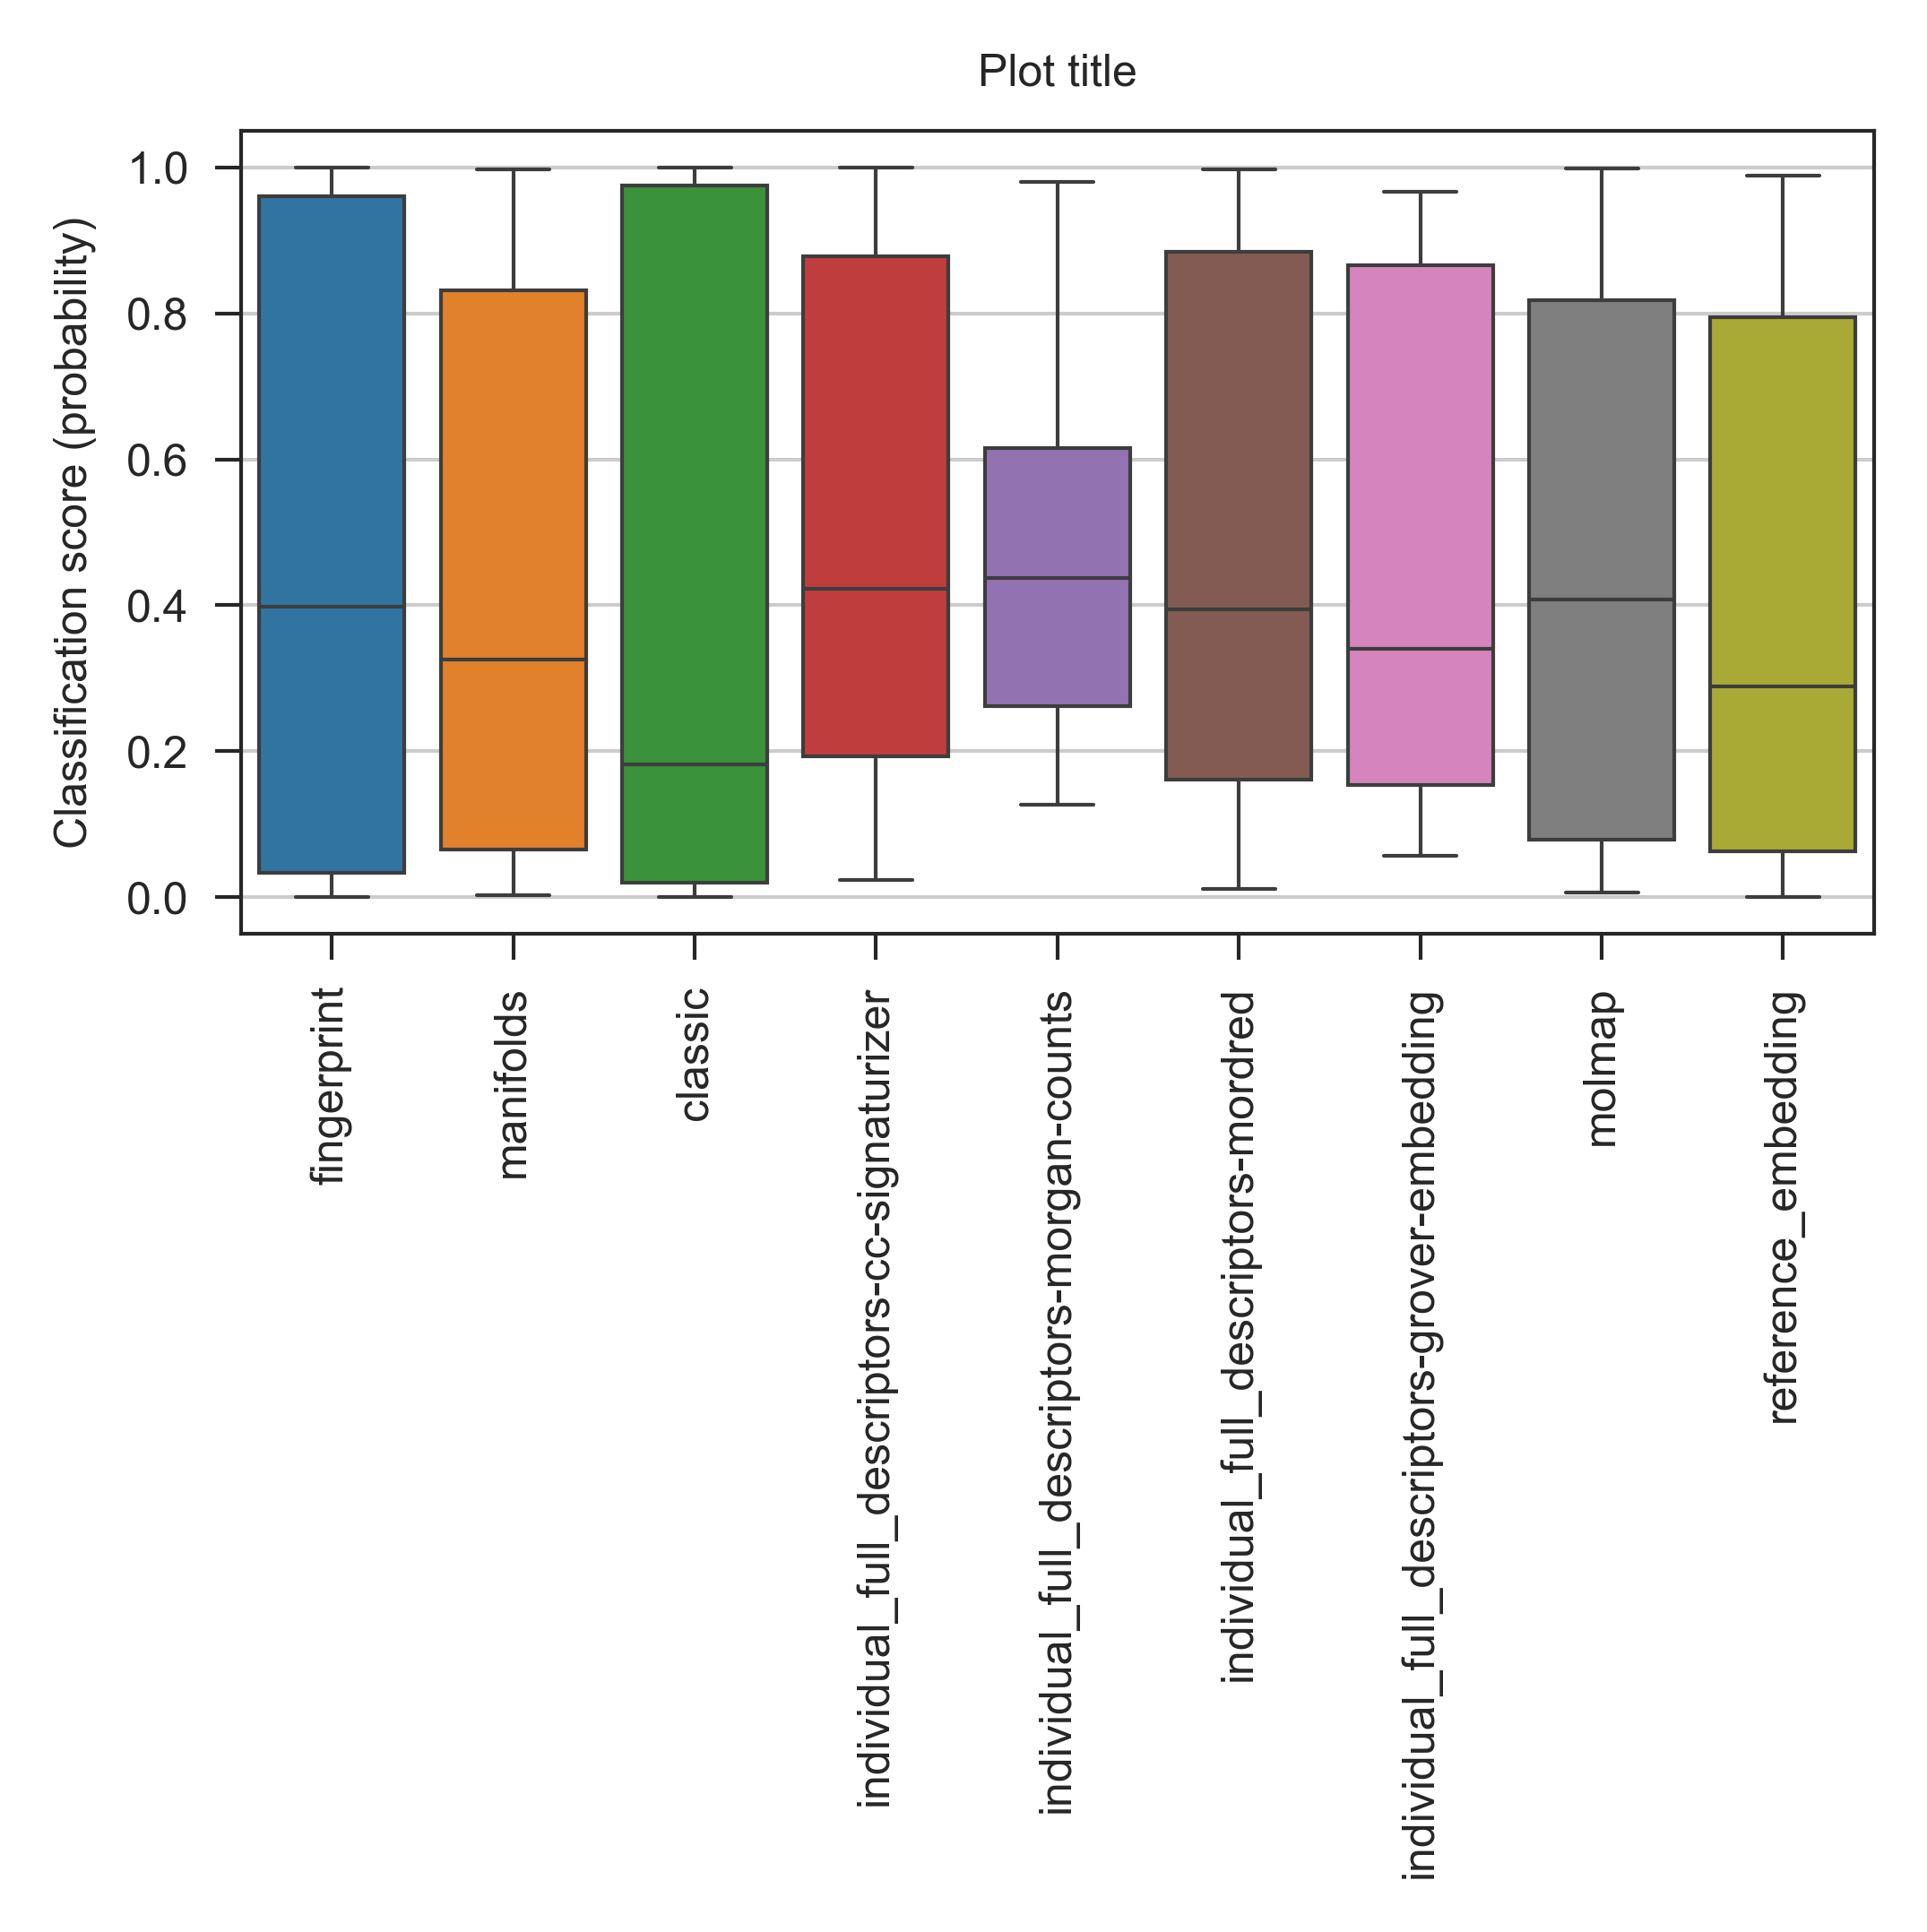 Plot title
Classification score (probability)
1.0
0.8
0.6
0.4
0.2
0.0
fingerprint
manifolds
classic
individual_full_descriptors-cc-signaturizer
individual_full_descriptors-morgan-counts
individual_full_descriptors-mordred
individual_full_descriptors-grover-embedding
molmap
reference_embedding